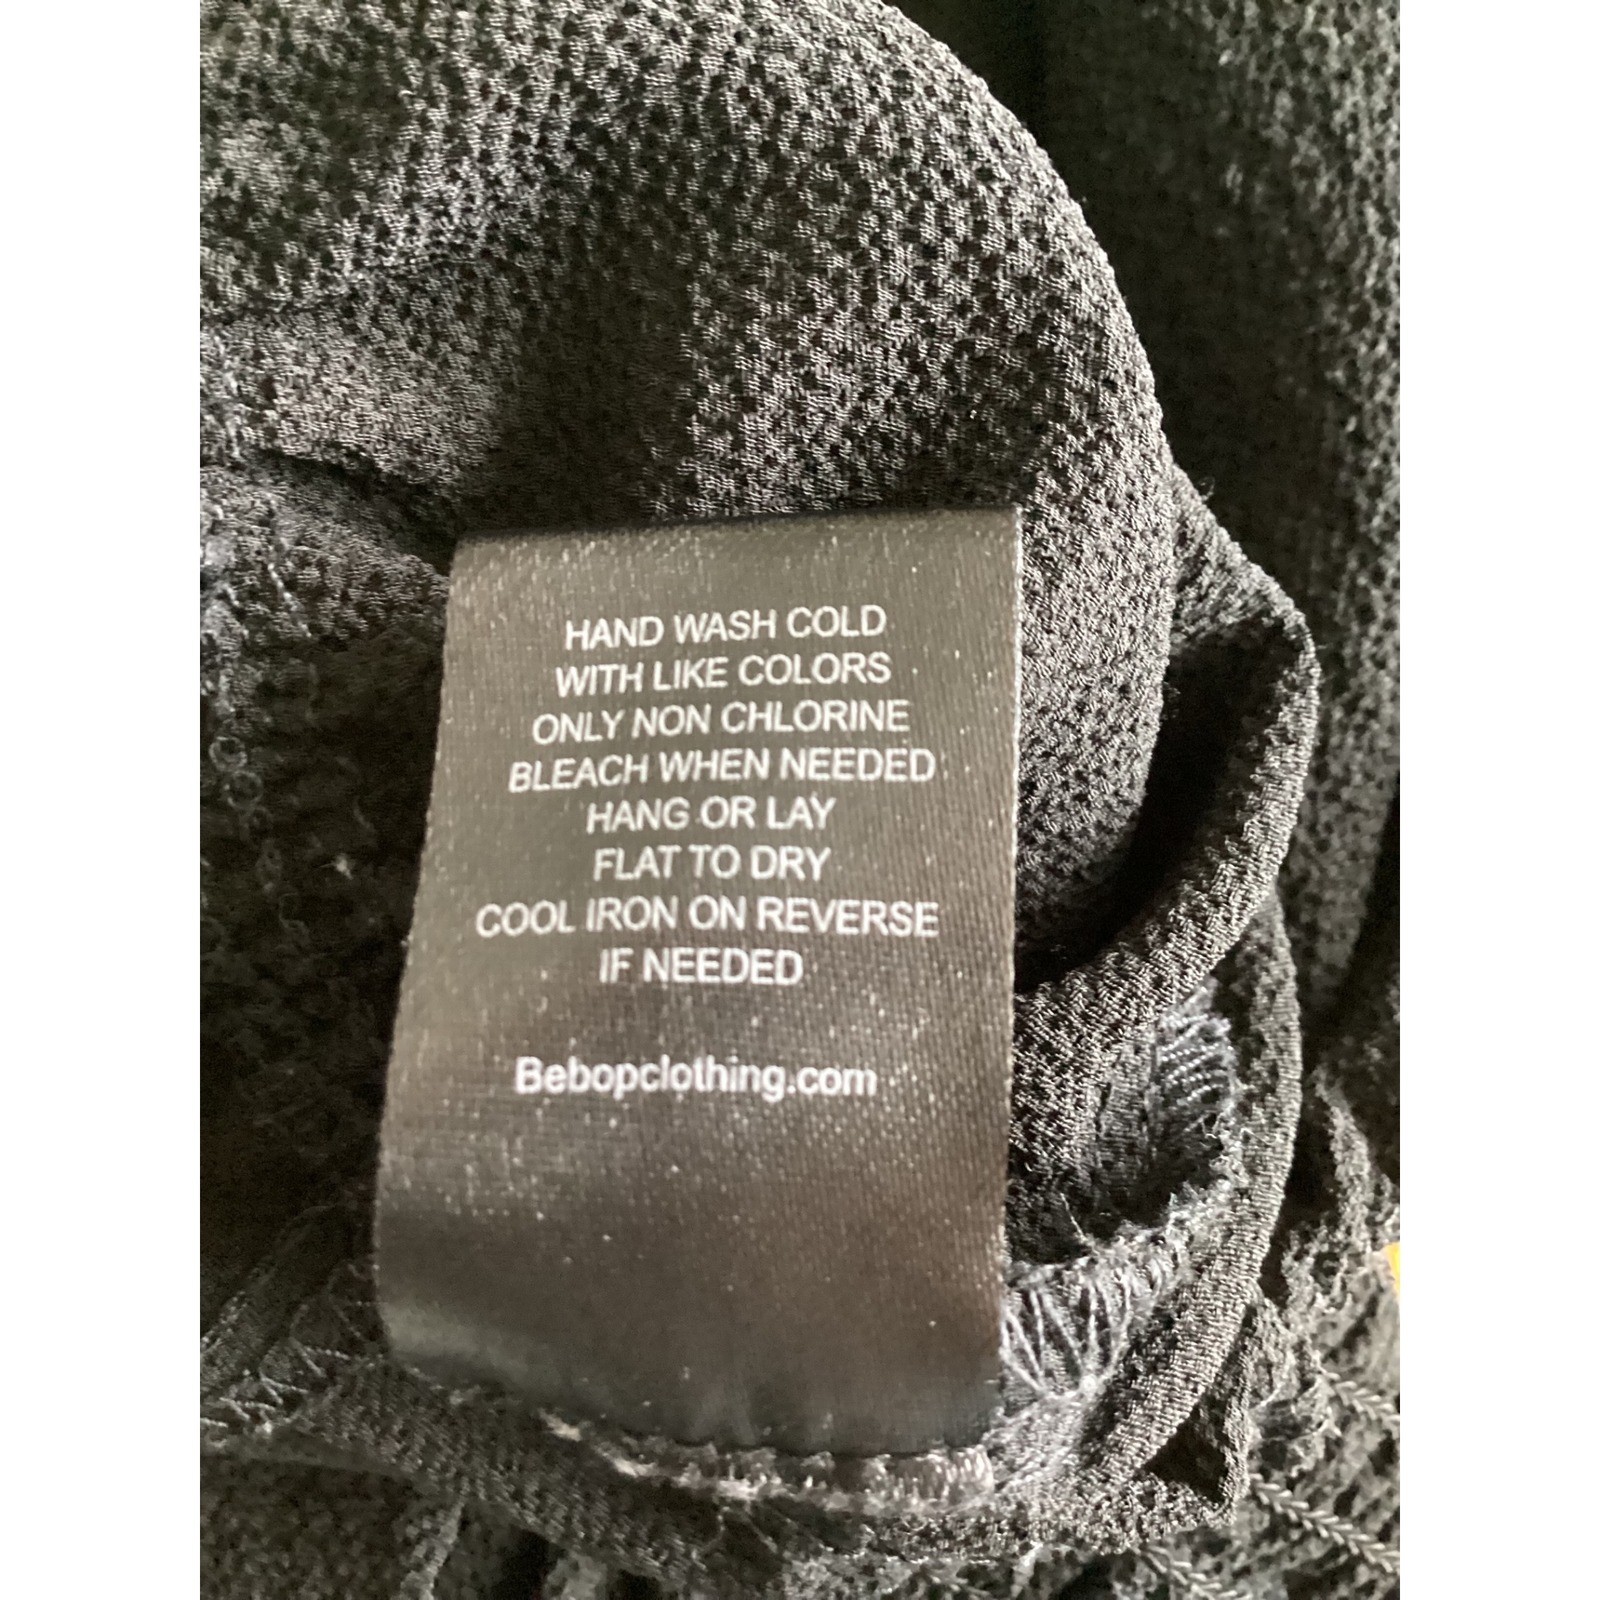 HAND WASH COLD
WITH LIKE COLORS
ONLY NON CHLORINE
BLEACH WHEN NEEDED
HANG OR LAY
FLAT TO DRY
COOL IRON ON REVERSE
IF NEEDED
Bebopclothing.com